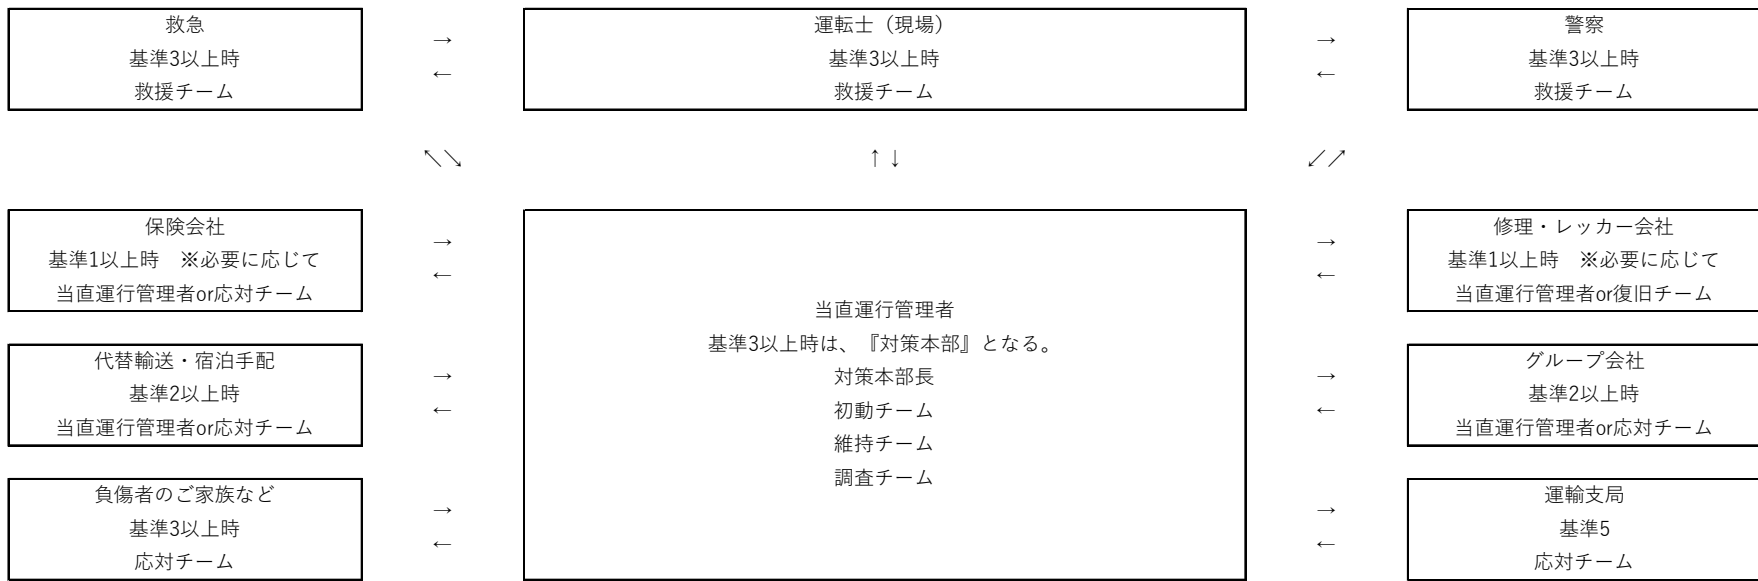 救急
基準3以上時
救援チーム
→
←
運転士（現場）
基準3以上時
救援チーム
→
←
警察
基準3以上時
救援チーム
↖↘
↑↓
↙↗
保険会社
基準1以上時　※必要に応じて
当直運行管理者or応対チーム
→
←
代替輸送・宿泊手配
基準2以上時
当直運行管理者or応対チーム
→
←
負傷者のご家族など
基準3以上時
応対チーム
→
←
当直運行管理者
基準3以上時は、『対策本部』となる。
対策本部長
初動チーム
維持チーム
調査チーム
→
←
修理・レッカー会社
基準1以上時　※必要に応じて
当直運行管理者or復旧チーム
→
←
グループ会社
基準2以上時
当直運行管理者or応対チーム
→
←
運輸支局
基準5
応対チーム